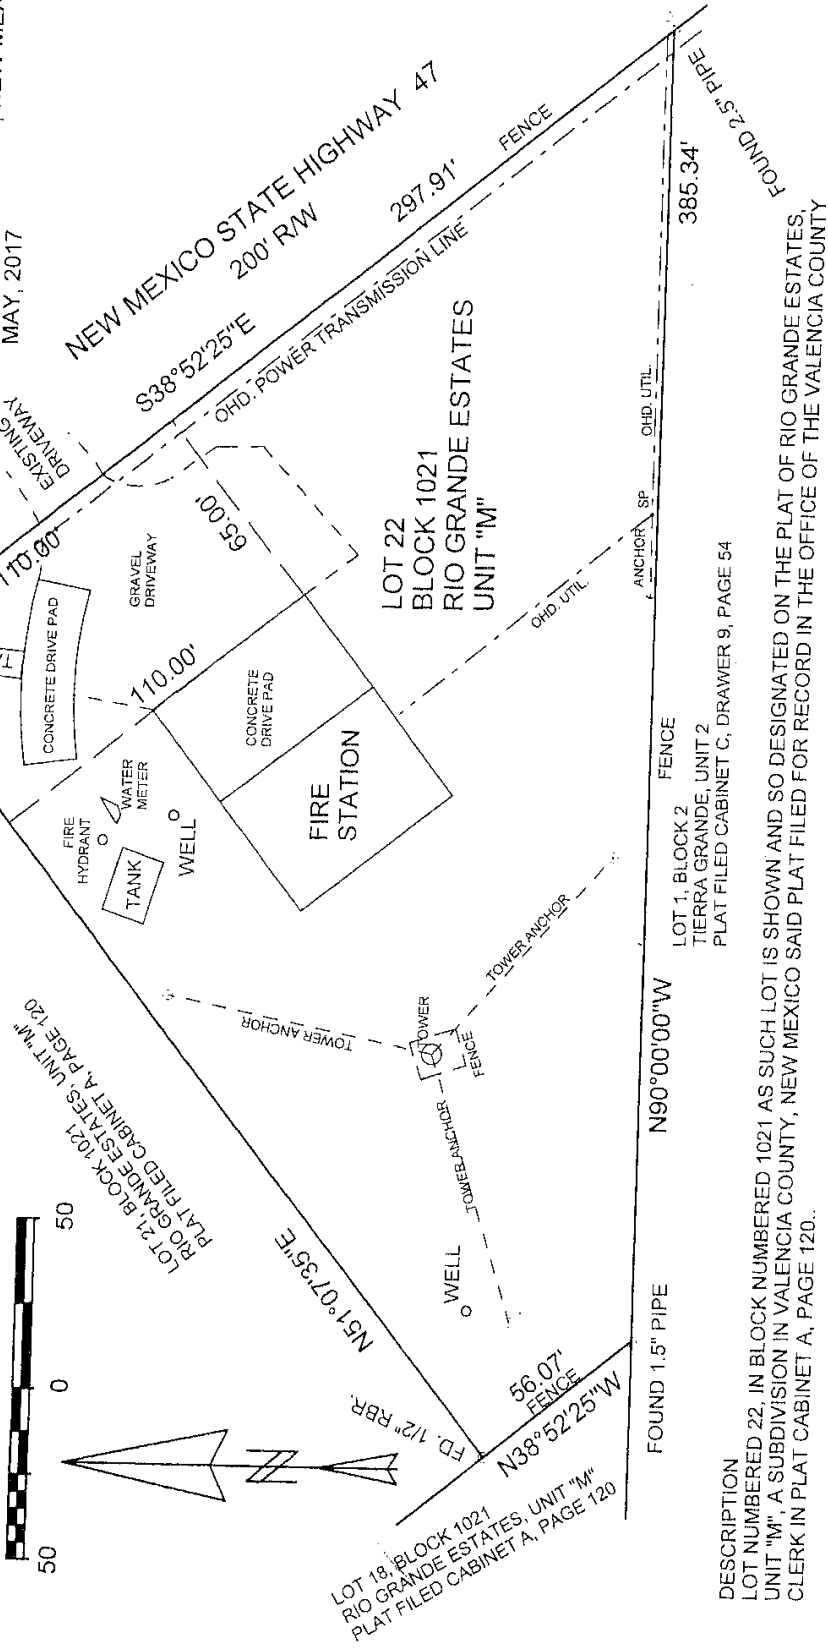 MAY, 2017
NEW MEXICO STATE HIGHWAY 47
200' R/W
EXISTING
DRIVEWAY
S38°52'25"E
297.91'
FENCE
OHD. POWER TRANSMISSION LINE
110.00'
65.00'
GRAVEL
DRIVEWAY
CONCRETE DRIVE PAD
110.00'
CONCRETE
DRIVE PAD
FIRE
STATION
FIRE
HYDRANT
WATER
METER
TANK
WELL
LOT 22
BLOCK 1021
RIO GRANDE ESTATES
UNIT "M"
OHD. UTIL.
ANCHOR
SP
OHD. UTIL.
385.34'
FOUND 2.5" PIPE
50
0
50
LOT 21, BLOCK 1021
RIO GRANDE ESTATES, UNIT "M"
PLAT FILED CABINET A, PAGE 120
N51°07'35"E
TOWER ANCHOR
TOWER
FENCE
TOWER ANCHOR
TOWER ANCHOR
WELL
N
FD. 1/2" RBR.
56.07'
FENCE
N38°52'25"W
LOT 18, BLOCK 1021
RIO GRANDE ESTATES, UNIT "M"
PLAT FILED CABINET A, PAGE 120
FOUND 1.5" PIPE
N90°00'00"W
FENCE
LOT 1, BLOCK 2
TIERRA GRANDE, UNIT 2
PLAT FILED CABINET C, DRAWER 9, PAGE 54
DESCRIPTION
LOT NUMBERED 22, IN BLOCK NUMBERED 1021 AS SUCH LOT IS SHOWN AND SO DESIGNATED ON THE PLAT OF RIO GRANDE ESTATES,
UNIT "M", A SUBDIVISION IN VALENCIA COUNTY, NEW MEXICO SAID PLAT FILED FOR RECORD IN THE OFFICE OF THE VALENCIA COUNTY
CLERK IN PLAT CABINET A, PAGE 120..